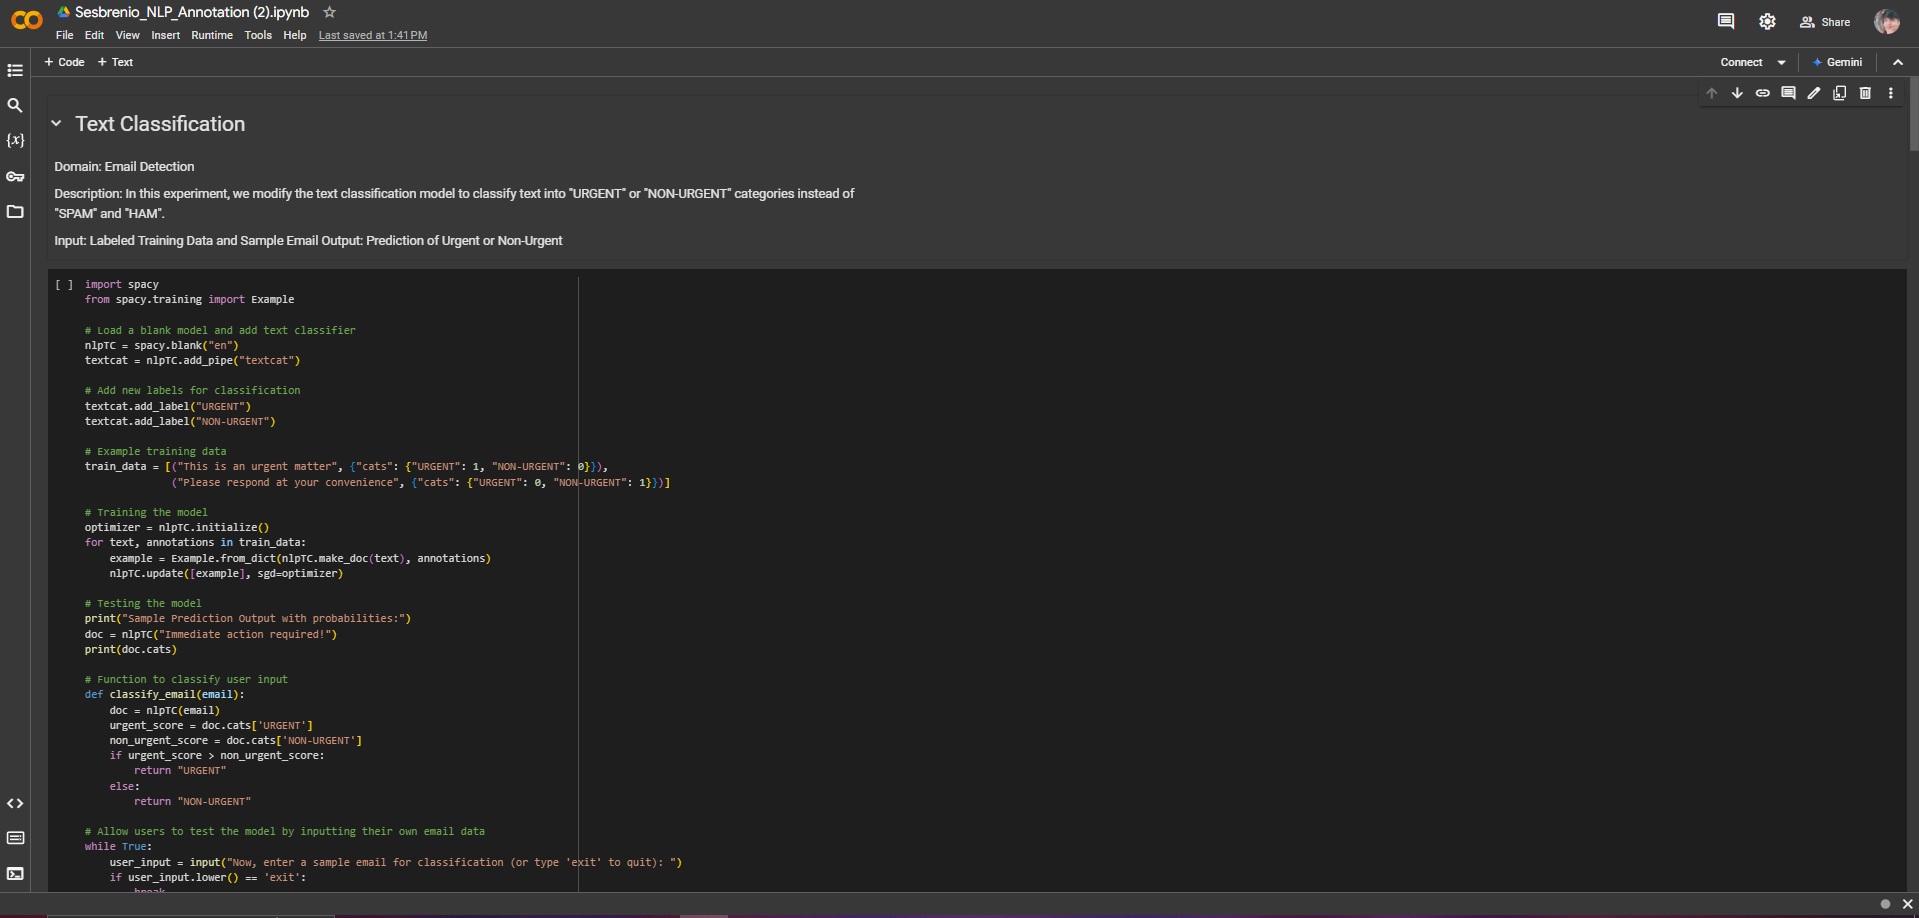 Sesbrenio_NLP_Annotation (2).ipynb
File Edit View Insert Runtime Tools Help Last saved at 1:41 PM
Share
+ Code + Text
Connect
Gemini
Text Classification
Domain: Email Detection
Description: In this experiment, we modify the text classification model to classify text into "URGENT" or "NON-URGENT" categories instead of
"SPAM" and "HAM".
Input: Labeled Training Data and Sample Email Output: Prediction of Urgent or Non-Urgent
[ ] import spacy
from spacy.training import Example
# Load a blank model and add text classifier
nlpTC = spacy.blank("en")
textcat = nlpTC.add_pipe("textcat")
# Add new labels for classification
textcat.add_label("URGENT")
textcat.add_label("NON-URGENT")
# Example training data
train_data = [("This is an urgent matter", {"cats": {"URGENT": 1, "NON-URGENT": 0}}),
("Please respond at your convenience", {"cats": {"URGENT": 0, "NON-URGENT": 1}})]
# Training the model
optimizer = nlpTC.initialize()
for text, annotations in train_data:
example = Example.from_dict(nlpTC.make_doc(text), annotations)
nlpTC.update([example], sgd=optimizer)
# Testing the model
print("Sample Prediction Output with probabilities:")
doc = nlpTC("Immediate action required!")
print(doc.cats)
# Function to classify user input
def classify_email(email):
doc = nlpTC(email)
urgent_score = doc.cats['URGENT']
non_urgent_score = doc.cats['NON-URGENT']
if urgent_score > non_urgent_score:
return "URGENT"
else:
return "NON-URGENT"
# Allow users to test the model by inputting their own email data
while True:
user_input = input("Now, enter a sample email for classification (or type 'exit' to quit): ")
if user_input.lower() == 'exit':
break